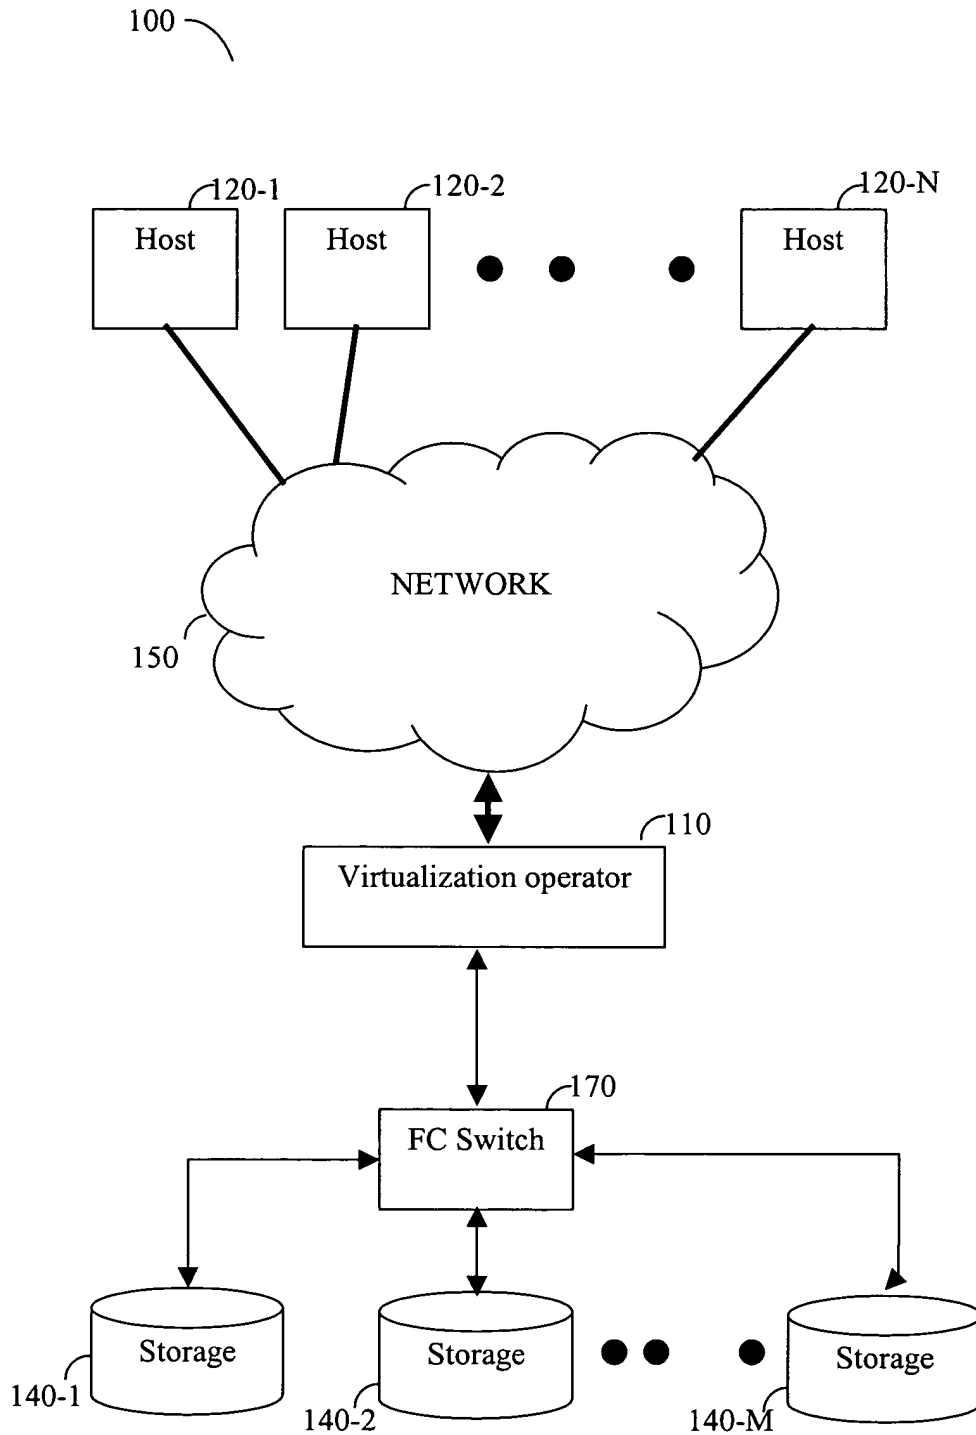 100
120-1
120-2
120-N
Host
Host
Host
NETWORK
150
110
Virtualization operator
170
FC Switch
Storage
Storage
Storage
140-1
140-2
140-M